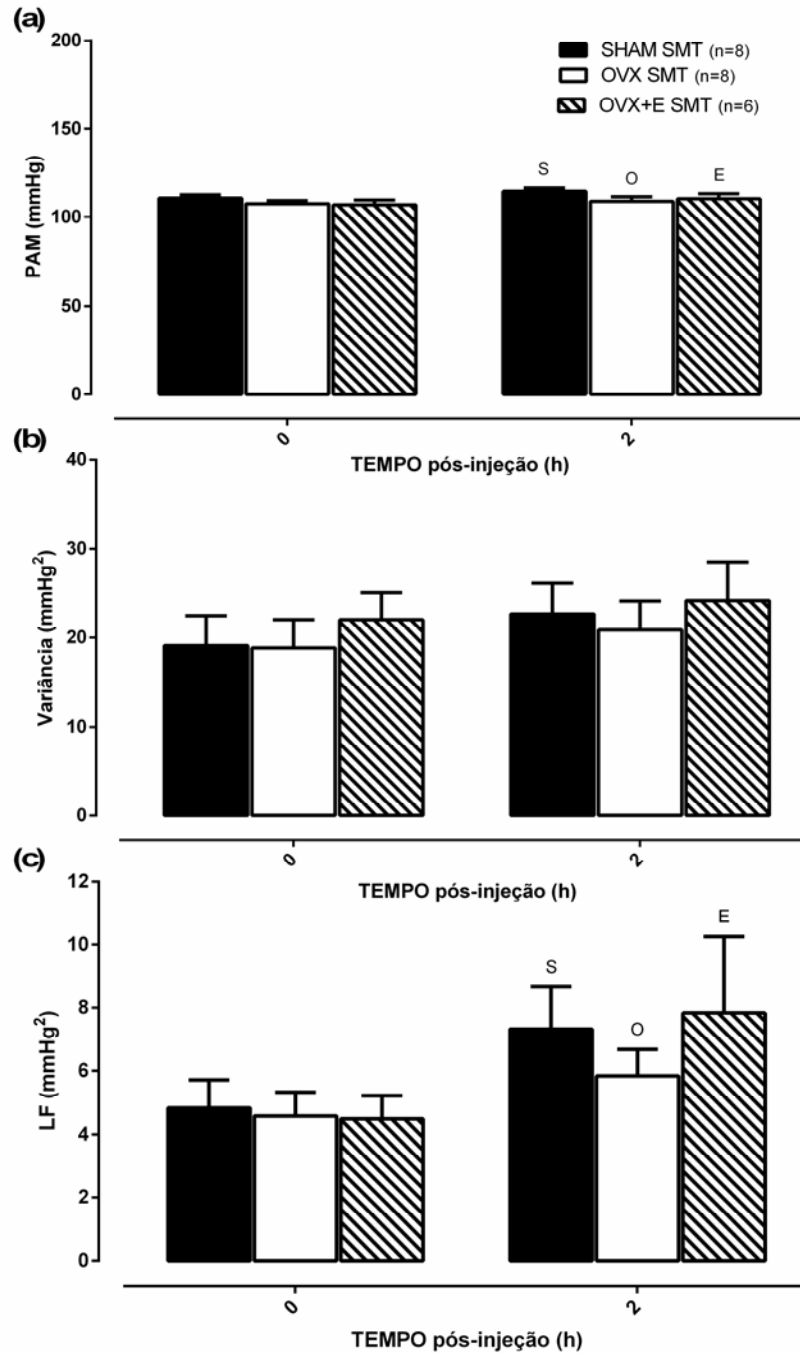 (a)
200
150
100
50
0
PAM (mmHg)
SHAM SMT (n=8)
OVX SMT (n=8)
OVX+E SMT (n=6)
S
O
E
0
2
TEMPO pós-injeção (h)
(b)
40
30
20
10
0
Variância (mmHg²)
0
2
TEMPO pós-injeção (h)
(c)
12
10
8
6
4
2
0
LF (mmHg²)
S
O
E
0
2
TEMPO pós-injeção (h)